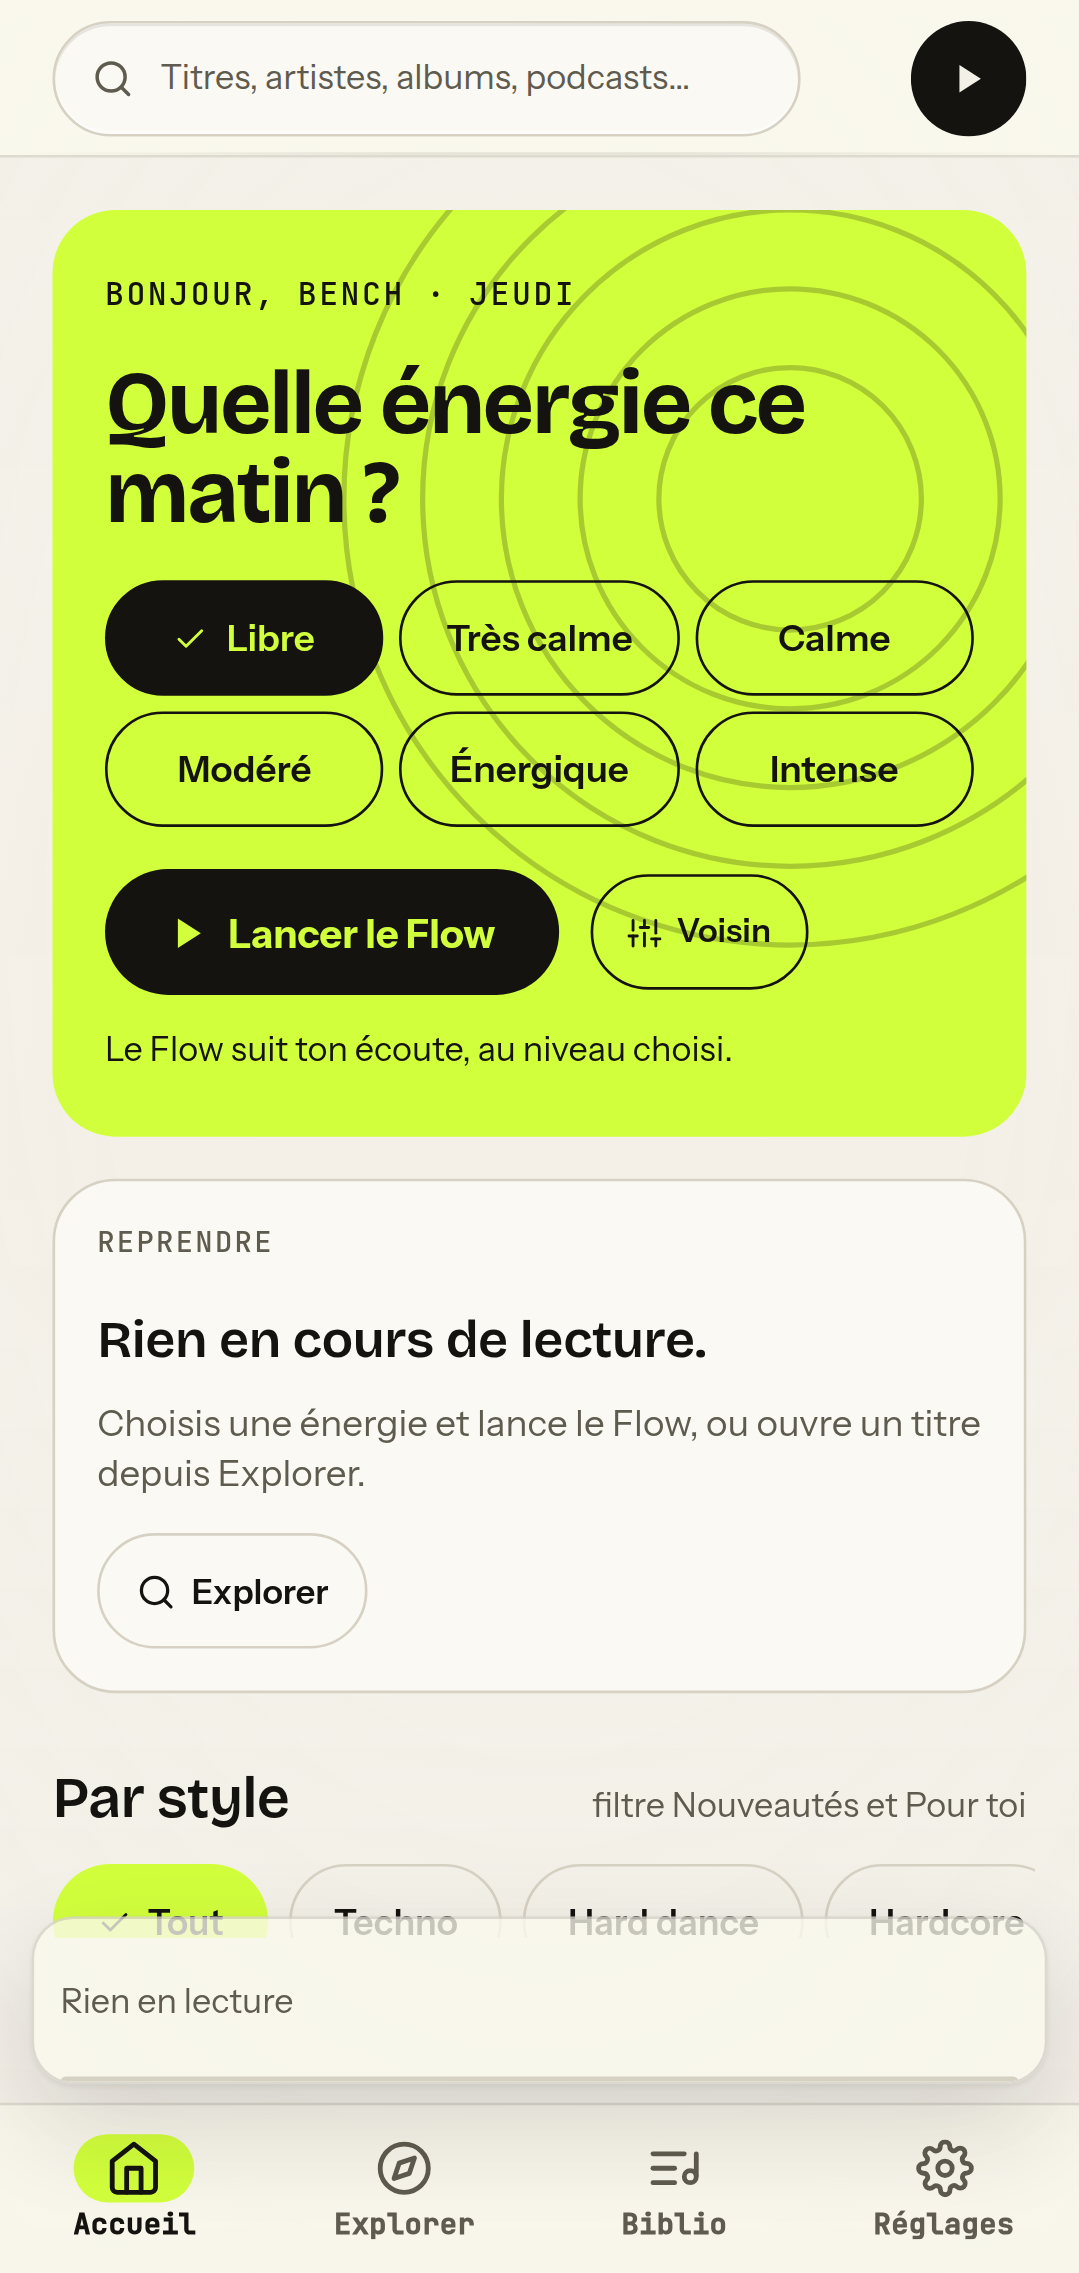 Titres, artistes, albums, podcasts...
BONJOUR, BENCH · JEUDI
Quelle énergie ce
matin ?
Libre
Très calme
Calme
Modéré
Énergique
Intense
Lancer le Flow
Voisin
Le Flow suit ton écoute, au niveau choisi.
REPRENDRE
Rien en cours de lecture.
Choisis une énergie et lance le Flow, ou ouvre un titre
depuis Explorer.
Explorer
Par style
filtre Nouveautés et Pour toi
Tout
Techno
Hard dance
Hardcore
Rien en lecture
Accueil
Explorer
Biblio
Réglages